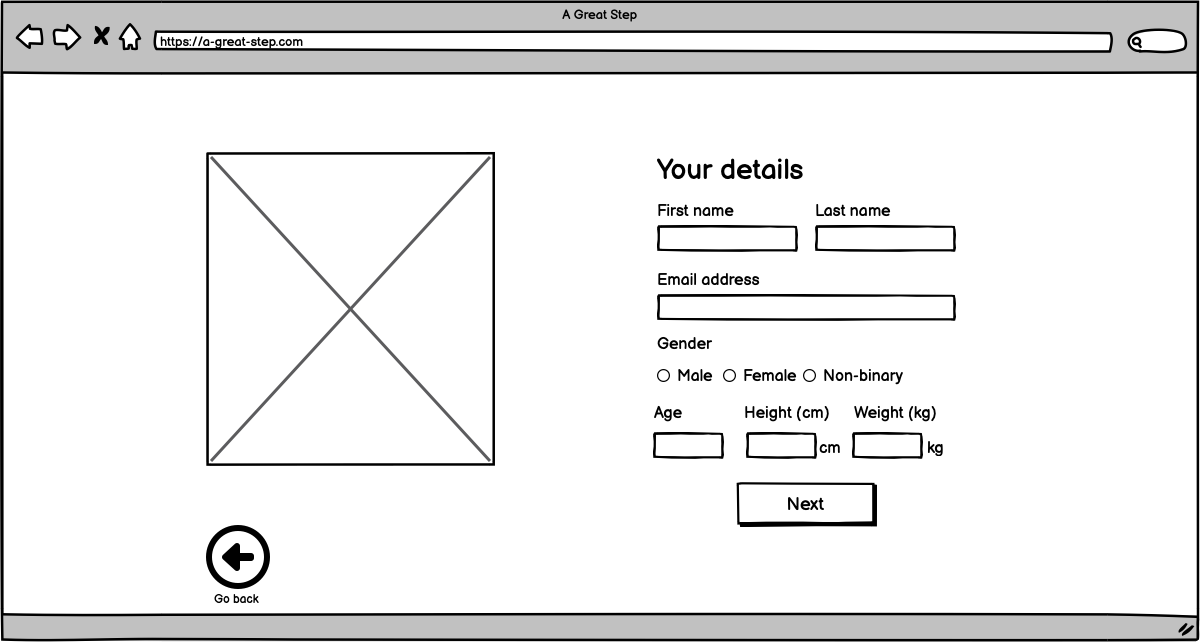 A Great Step
https://a-great-step.com
Your details
First name Last name
Email address
Gender
Male Female Non-binary
Age Height (cm) Weight (kg)
cm kg
Next
Go back